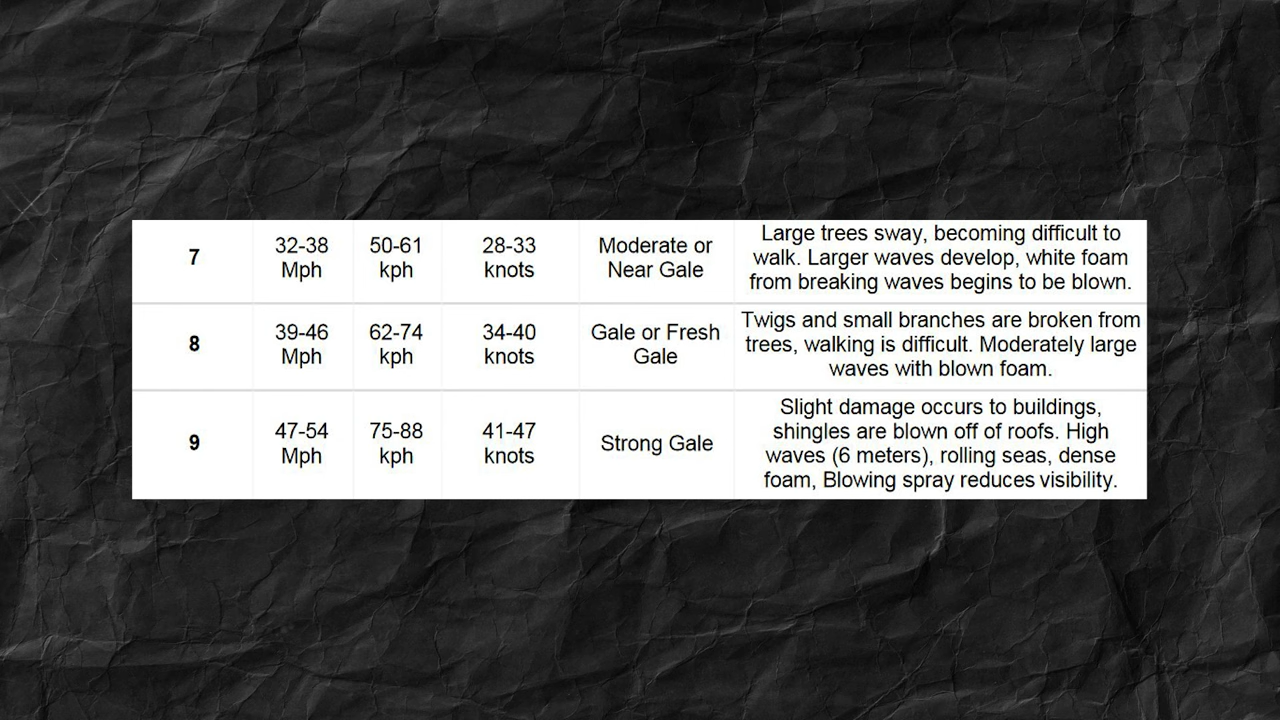 7
32-38
Mph
50-61
kph
28-33
knots
Moderate or
Near Gale
Large trees sway, becoming difficult to
walk. Larger waves develop, white foam
from breaking waves begins to be blown.
8
39-46
Mph
62-74
kph
34-40
knots
Gale or Fresh
Gale
Twigs and small branches are broken from
trees, walking is difficult. Moderately large
waves with blown foam.
9
47-54
Mph
75-88
kph
41-47
knots
Strong Gale
Slight damage occurs to buildings,
shingles are blown off of roofs. High
waves (6 meters), rolling seas, dense
foam, Blowing spray reduces visibility.